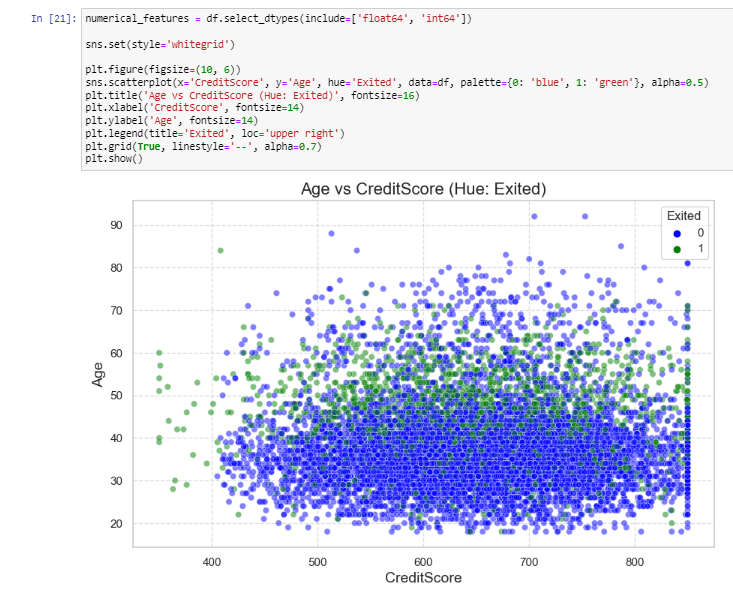 In [21]: numerical_features = df.select_dtypes(include=['float64', 'int64'])
sns.set(style='whitegrid')
plt.figure(figsize=(10, 6))
sns.scatterplot(x='CreditScore', y='Age', hue='Exited', data=df, palette={0: 'blue', 1: 'green'}, alpha=0.5)
plt.title('Age vs CreditScore (Hue: Exited)', fontsize=16)
plt.xlabel('CreditScore', fontsize=14)
plt.ylabel('Age', fontsize=14)
plt.legend(title='Exited', loc='upper right')
plt.grid(True, linestyle='--', alpha=0.7)
plt.show()
Age vs CreditScore (Hue: Exited)
Exited
0
1
90
80
70
60
50
40
30
20
Age
400 500 600 700 800
CreditScore